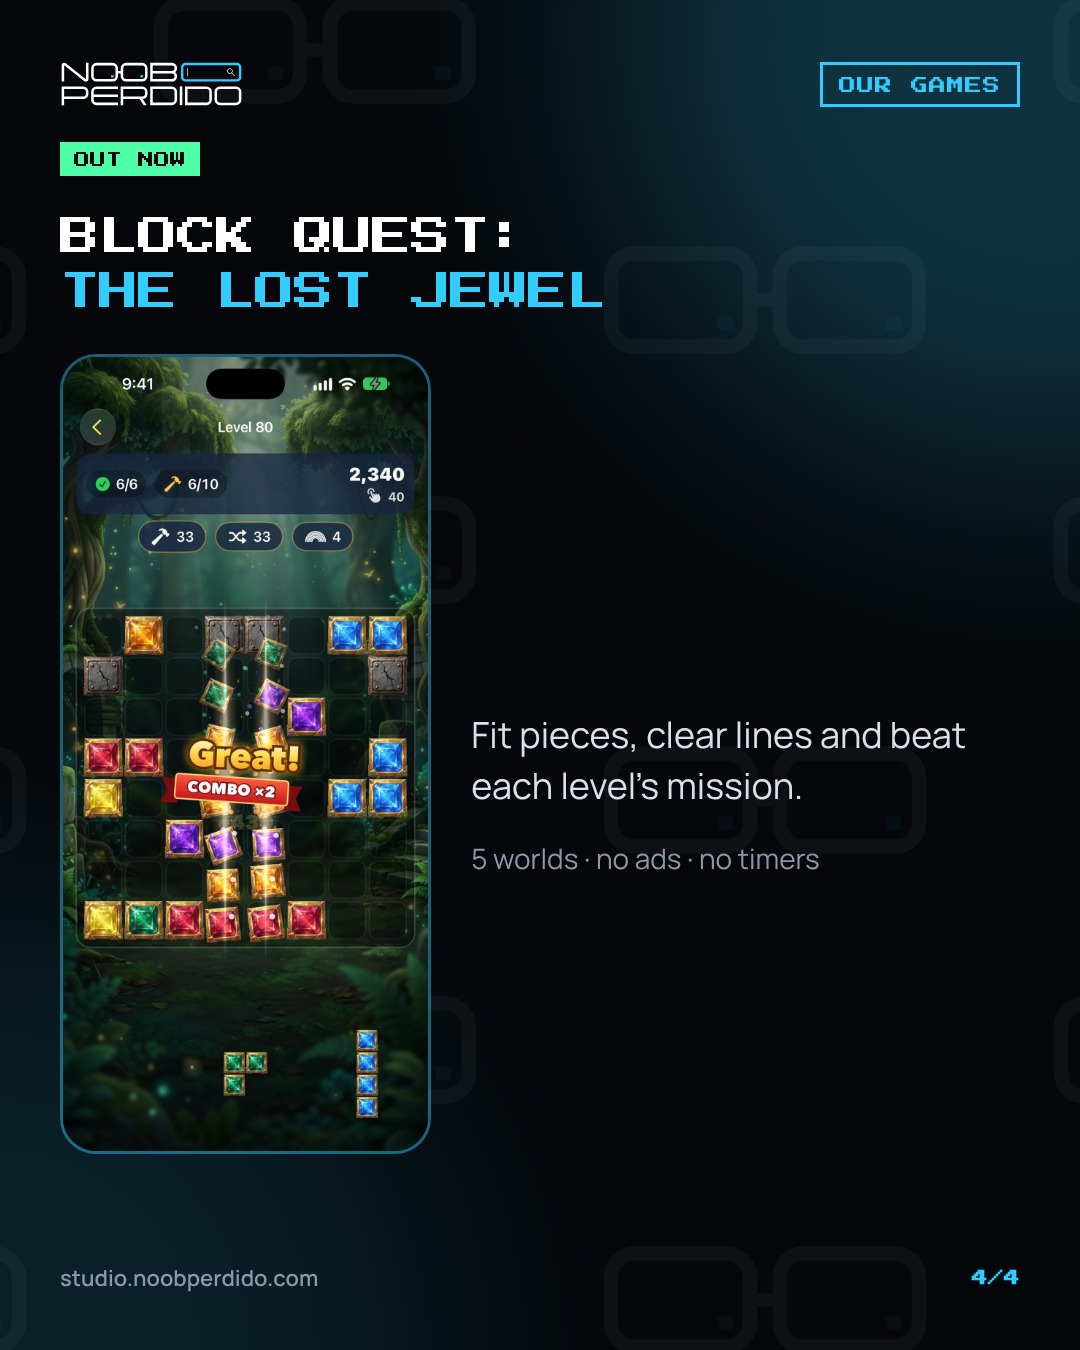 NOOB
PERDIDO
OUR GAMES
OUT NOW
BLOCK QUEST:
THE LOST JEWEL
9:41
Level 80
6/6
6/10
2,340
40
33
33
4
Great!
COMBO ×2
Fit pieces, clear lines and beat
each level's mission.
5 worlds · no ads · no timers
studio.noobperdido.com
4/4